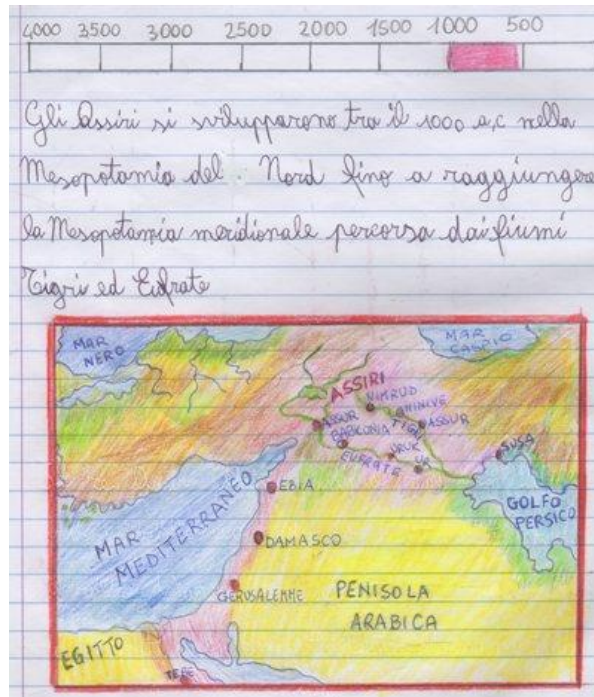 4000 3500 3000 2500 2000 1500 1000 500
Gli Assiri si svilupparono tra il 1000 a,c nella
Mesopotamia del Nord fino a raggiungere
la Mesopotamia meridionale percorsa dai fiumi
Tigri ed Eufrate
MAR
NERO
MAR
CASPIO
ASSIRI
NIMRUD
NINIVE
ASSUR
TIGRI
ASSUR
BABILONIA
URUK
EUFRATE
UR
SUSA
EBIA
GOLFO
PERSICO
MAR
MEDITERRANEO
DAMASCO
GERUSALEMME
PENISOLA
ARABICA
EGITTO
TEBE